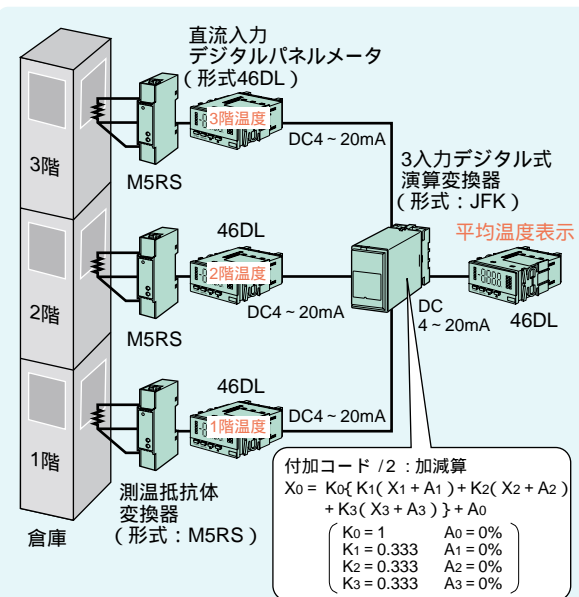 直流入力
デジタルパネルメータ
(形式46DL)
3階温度
DC4~20mA
3階
M5RS
3入力デジタル式
演算変換器
(形式:JFK)
平均温度表示
46DL
2階温度
DC4~20mA
2階
M5RS
DC
4~20mA
46DL
46DL
1階温度
DC4~20mA
1階
測温抵抗体
変換器
(形式:M5RS)
倉庫
付加コード /2:加減算
X0 = K0{ K1( X1 + A1 ) + K2( X2 + A2 )
+ K3( X3 + A3 ) } + A0
K0 = 1 A0 = 0%
K1 = 0.333 A1 = 0%
K2 = 0.333 A2 = 0%
K3 = 0.333 A3 = 0%